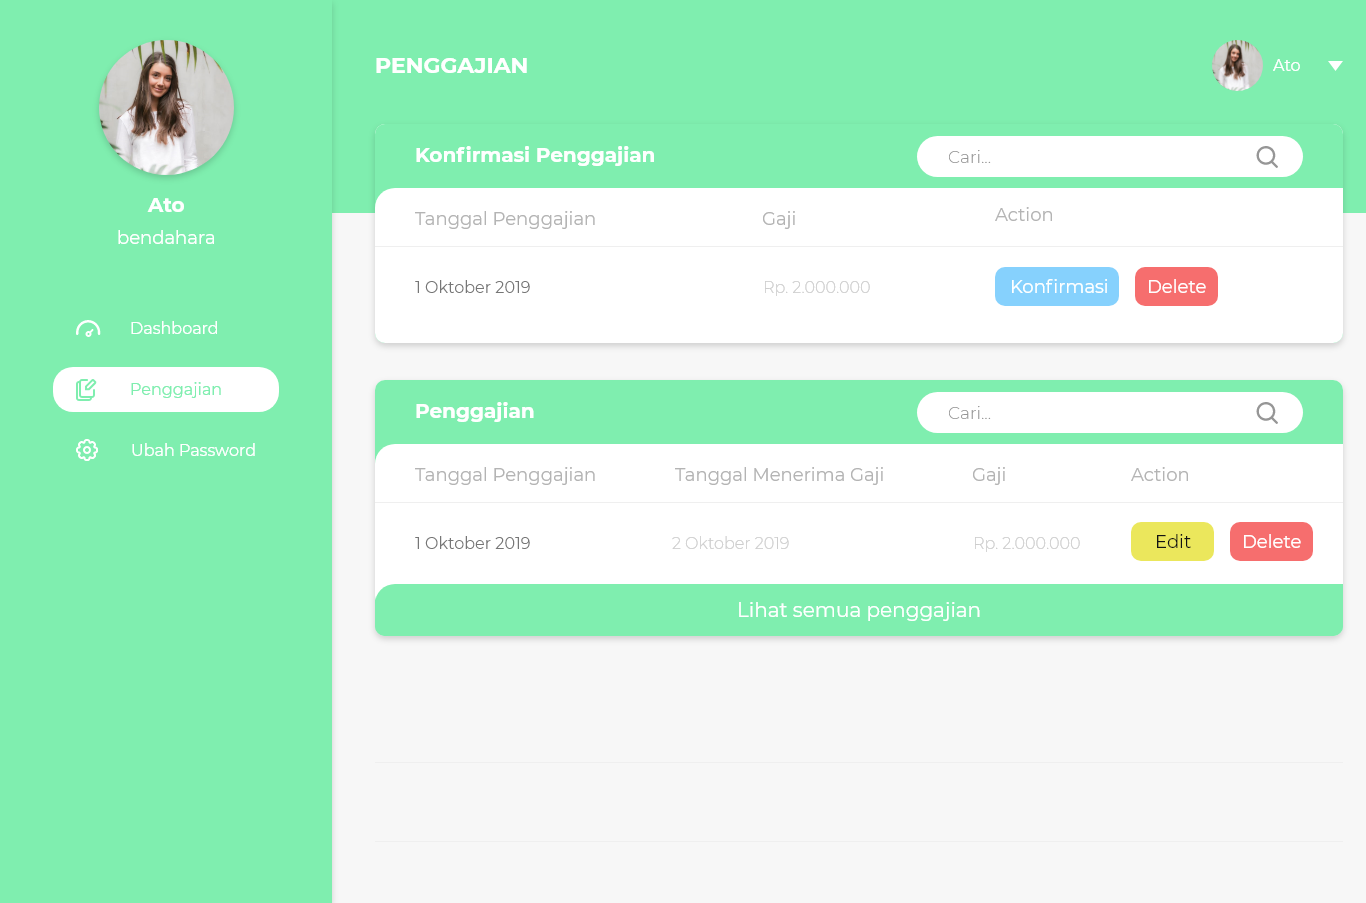 Ato
bendahara
Dashboard
Penggajian
Ubah Password
PENGGAJIAN
Ato
Konfirmasi Penggajian
Cari...
Tanggal Penggajian Gaji Action
1 Oktober 2019 Rp. 2.000.000 Konfirmasi Delete
Penggajian
Cari...
Tanggal Penggajian Tanggal Menerima Gaji Gaji Action
1 Oktober 2019 2 Oktober 2019 Rp. 2.000.000 Edit Delete
Lihat semua penggajian